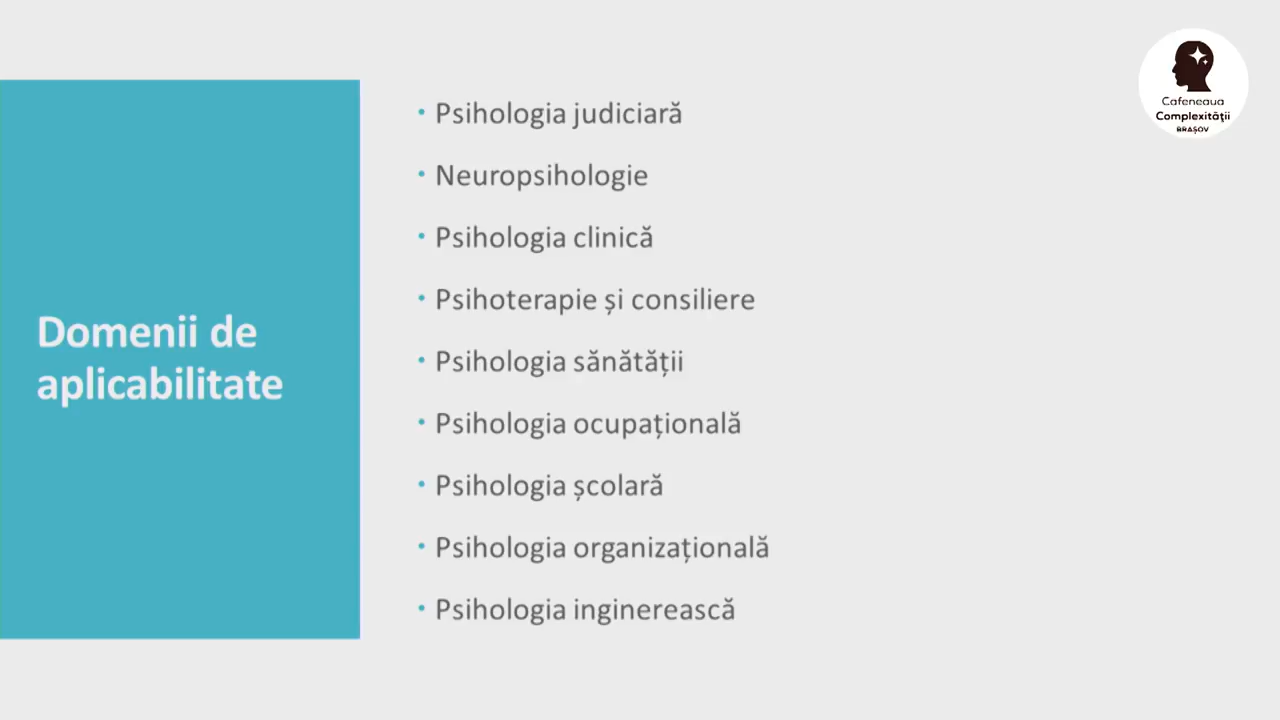 Domenii de
aplicabilitate
Psihologia judiciară
Neuropsihologie
Psihologia clinică
Psihoterapie și consiliere
Psihologia sănătății
Psihologia ocupațională
Psihologia școlară
Psihologia organizațională
Psihologia inginerească
Cafeneaua
Complexităţii
BRAȘOV